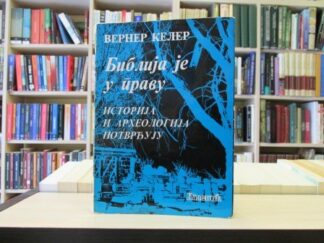 ВЕРНЕР КЕЛЕР
Библија је
у праву
ИСТОРИЈА
И АРХЕОЛОГИЈА
ПОТВРЂУЈУ